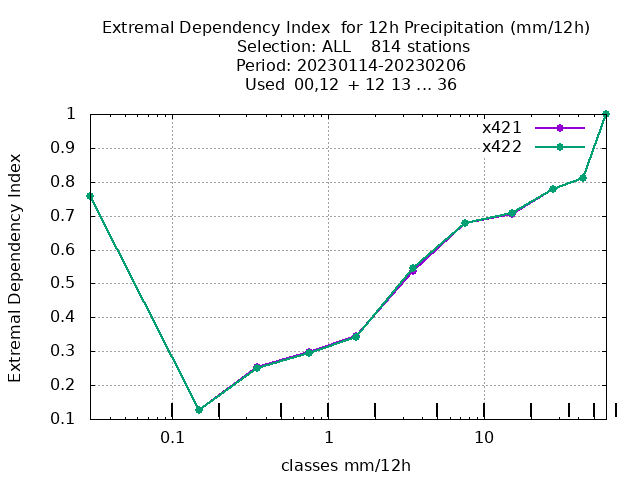 Extremal Dependency Index  for 12h Precipitation (mm/12h)
Selection: ALL    814 stations
Period: 20230114-20230206
Used  00,12  + 12 13 ... 36
x421
x422
1
0.9
0.8
0.7
0.6
0.5
0.4
0.3
0.2
0.1
Extremal Dependency Index
0.1
1
10
classes mm/12h